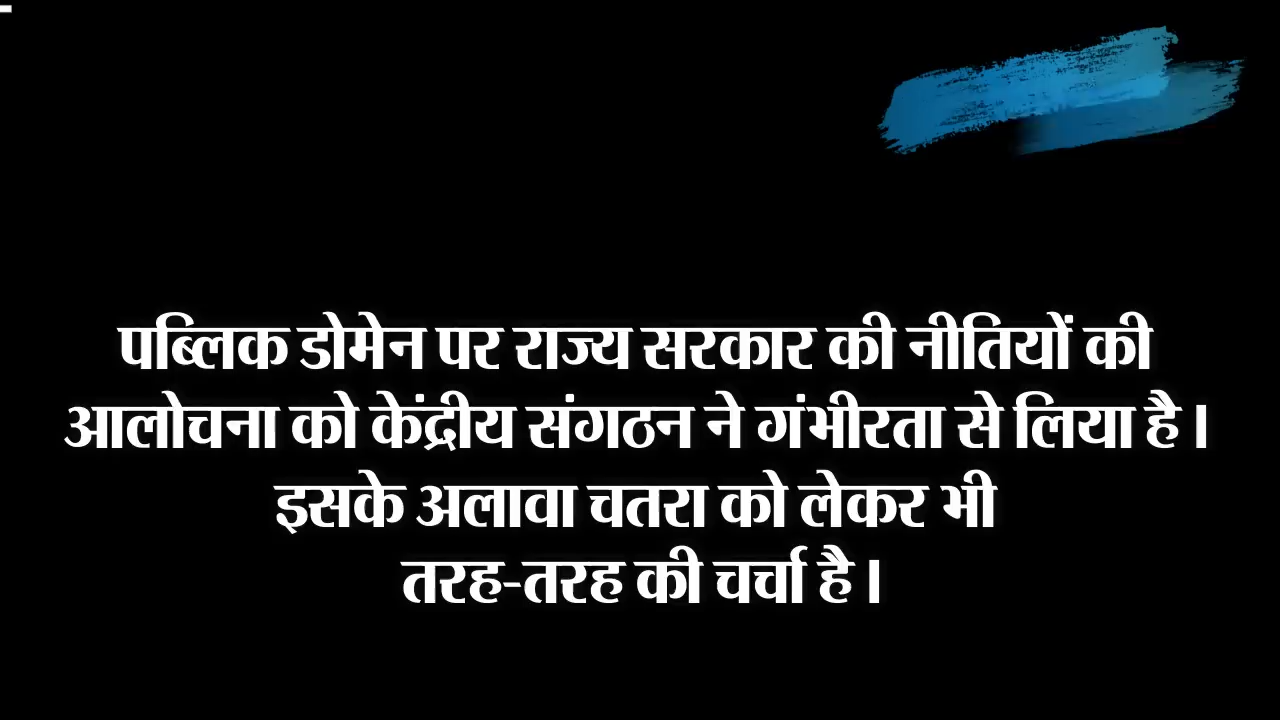 पब्लिक डोमेन पर राज्य सरकार की नीतियों की
आलोचना को केंद्रीय संगठन ने गंभीरता से लिया है।
इसके अलावा चतरा को लेकर भी
तरह-तरह की चर्चा है।